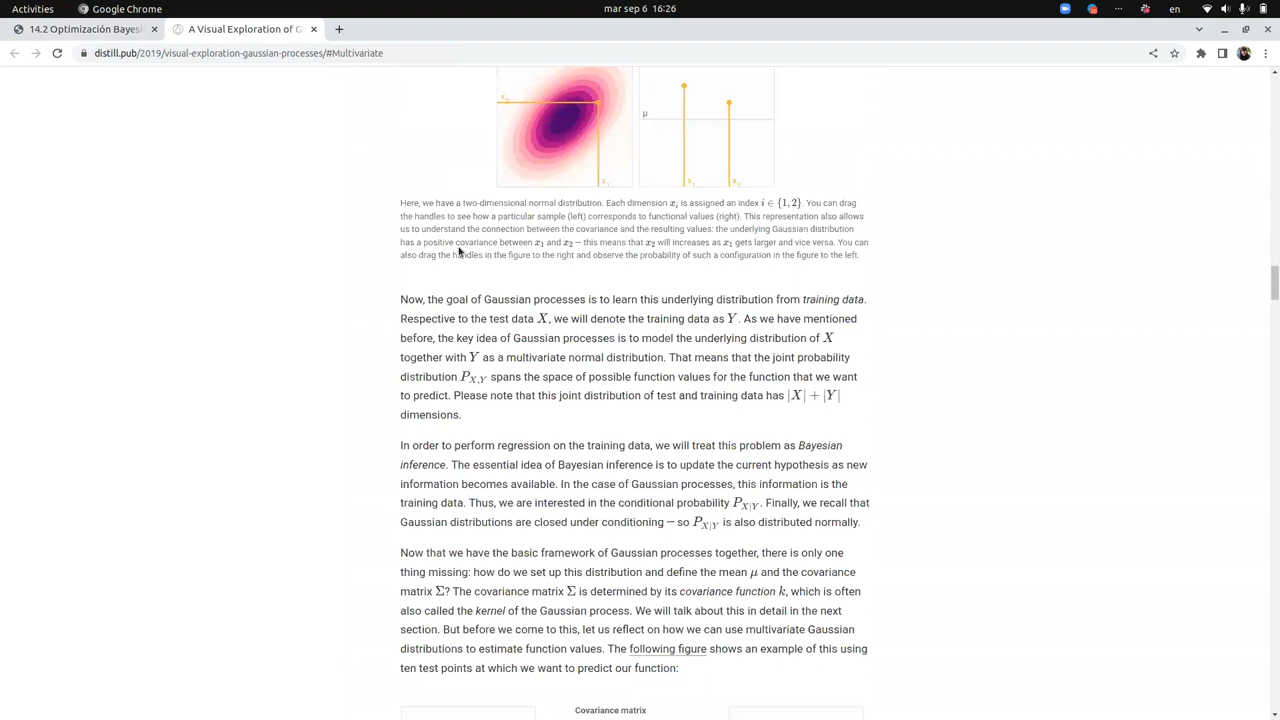 Activities
Google Chrome
mar sep 6 16:26
en
14.2 Optimización Bayesi
A Visual Exploration of G
distill.pub/2019/visual-exploration-gaussian-processes/#Multivariate
x₂
μ
x₁
x₁
x₂
Here, we have a two-dimensional normal distribution. Each dimension xᵢ is assigned an index i ∈ {1, 2}. You can drag
the handles to see how a particular sample (left) corresponds to functional values (right). This representation also allows
us to understand the connection between the covariance and the resulting values: the underlying Gaussian distribution
has a positive covariance between x₁ and x₂ – this means that x₂ will increases as x₁ gets larger and vice versa. You can
also drag the handles in the figure to the right and observe the probability of such a configuration in the figure to the left.
Now, the goal of Gaussian processes is to learn this underlying distribution from training data.
Respective to the test data X, we will denote the training data as Y. As we have mentioned
before, the key idea of Gaussian processes is to model the underlying distribution of X
together with Y as a multivariate normal distribution. That means that the joint probability
distribution P_{X,Y} spans the space of possible function values for the function that we want
to predict. Please note that this joint distribution of test and training data has |X| + |Y|
dimensions.
In order to perform regression on the training data, we will treat this problem as Bayesian
inference. The essential idea of Bayesian inference is to update the current hypothesis as new
information becomes available. In the case of Gaussian processes, this information is the
training data. Thus, we are interested in the conditional probability P_{X|Y}. Finally, we recall that
Gaussian distributions are closed under conditioning – so P_{X|Y} is also distributed normally.
Now that we have the basic framework of Gaussian processes together, there is only one
thing missing: how do we set up this distribution and define the mean μ and the covariance
matrix Σ? The covariance matrix Σ is determined by its covariance function k, which is often
also called the kernel of the Gaussian process. We will talk about this in detail in the next
section. But before we come to this, let us reflect on how we can use multivariate Gaussian
distributions to estimate function values. The following figure shows an example of this using
ten test points at which we want to predict our function:
Covariance matrix